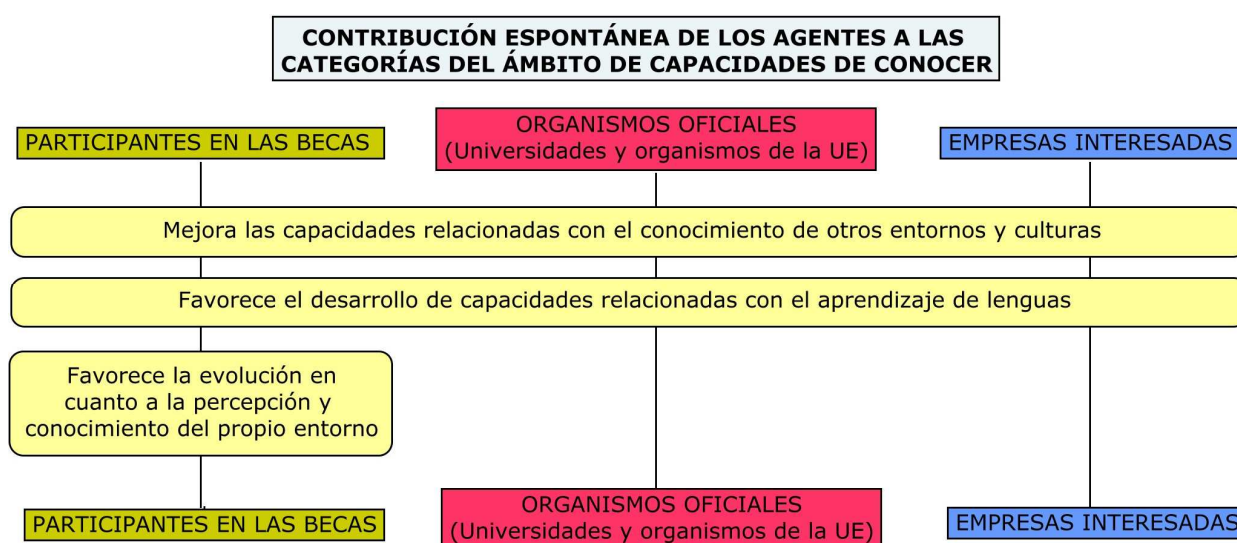 CONTRIBUCIÓN ESPONTÁNEA DE LOS AGENTES A LAS
CATEGORÍAS DEL ÁMBITO DE CAPACIDADES DE CONOCER
PARTICIPANTES EN LAS BECAS
ORGANISMOS OFICIALES
(Universidades y organismos de la UE)
EMPRESAS INTERESADAS
Mejora las capacidades relacionadas con el conocimiento de otros entornos y culturas
Favorece el desarrollo de capacidades relacionadas con el aprendizaje de lenguas
Favorece la evolución en
cuanto a la percepción y
conocimiento del propio entorno
PARTICIPANTES EN LAS BECAS
ORGANISMOS OFICIALES
(Universidades y organismos de la UE)
EMPRESAS INTERESADAS